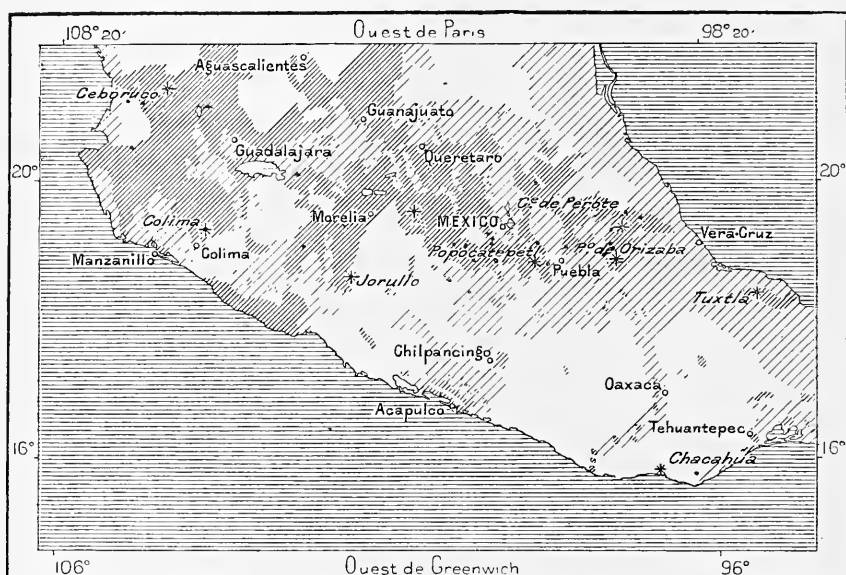 108°20' Ouest de Paris 98°20'
Aguascalientes
Ceboruco
Guanajuato
Guadalajara
Queretaro
20° 20°
Co de Perote
Morelia MEXICO
Colima
Vera-Cruz
Colima
Manzanillo
Popocatepetl Po. de Orizaba
Puebla
Jorullo
Tuxtla
Chilpancingo
Oaxaca
Acapulco
Tehuantepec
16° 16°
Chacahua
106° Ouest de Greenwich 96°